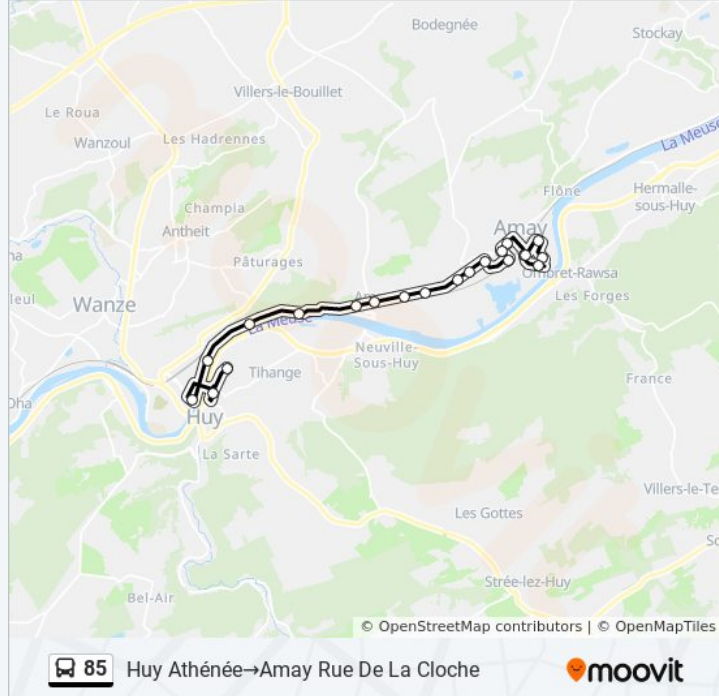 Bodegnée
Stockay
Villers-le-Bouillet
Le Roua
Wanzoul
Les Hadrennes
La Meuse
Flône
Hermalle-
sous-Huy
Champia
Antheit
Amay
Pâturages
Ombret-Rawsa
Les Forges
Wanze
La Meuse
Neuville-
Sous-Huy
Tihange
France
Huy
La Sarte
Villers-le-Te
Les Gottes
Strée-lez-Huy
Bel-Air
© OpenStreetMap contributors | © OpenMapTiles
85 Huy Athénée→Amay Rue De La Cloche
moovit